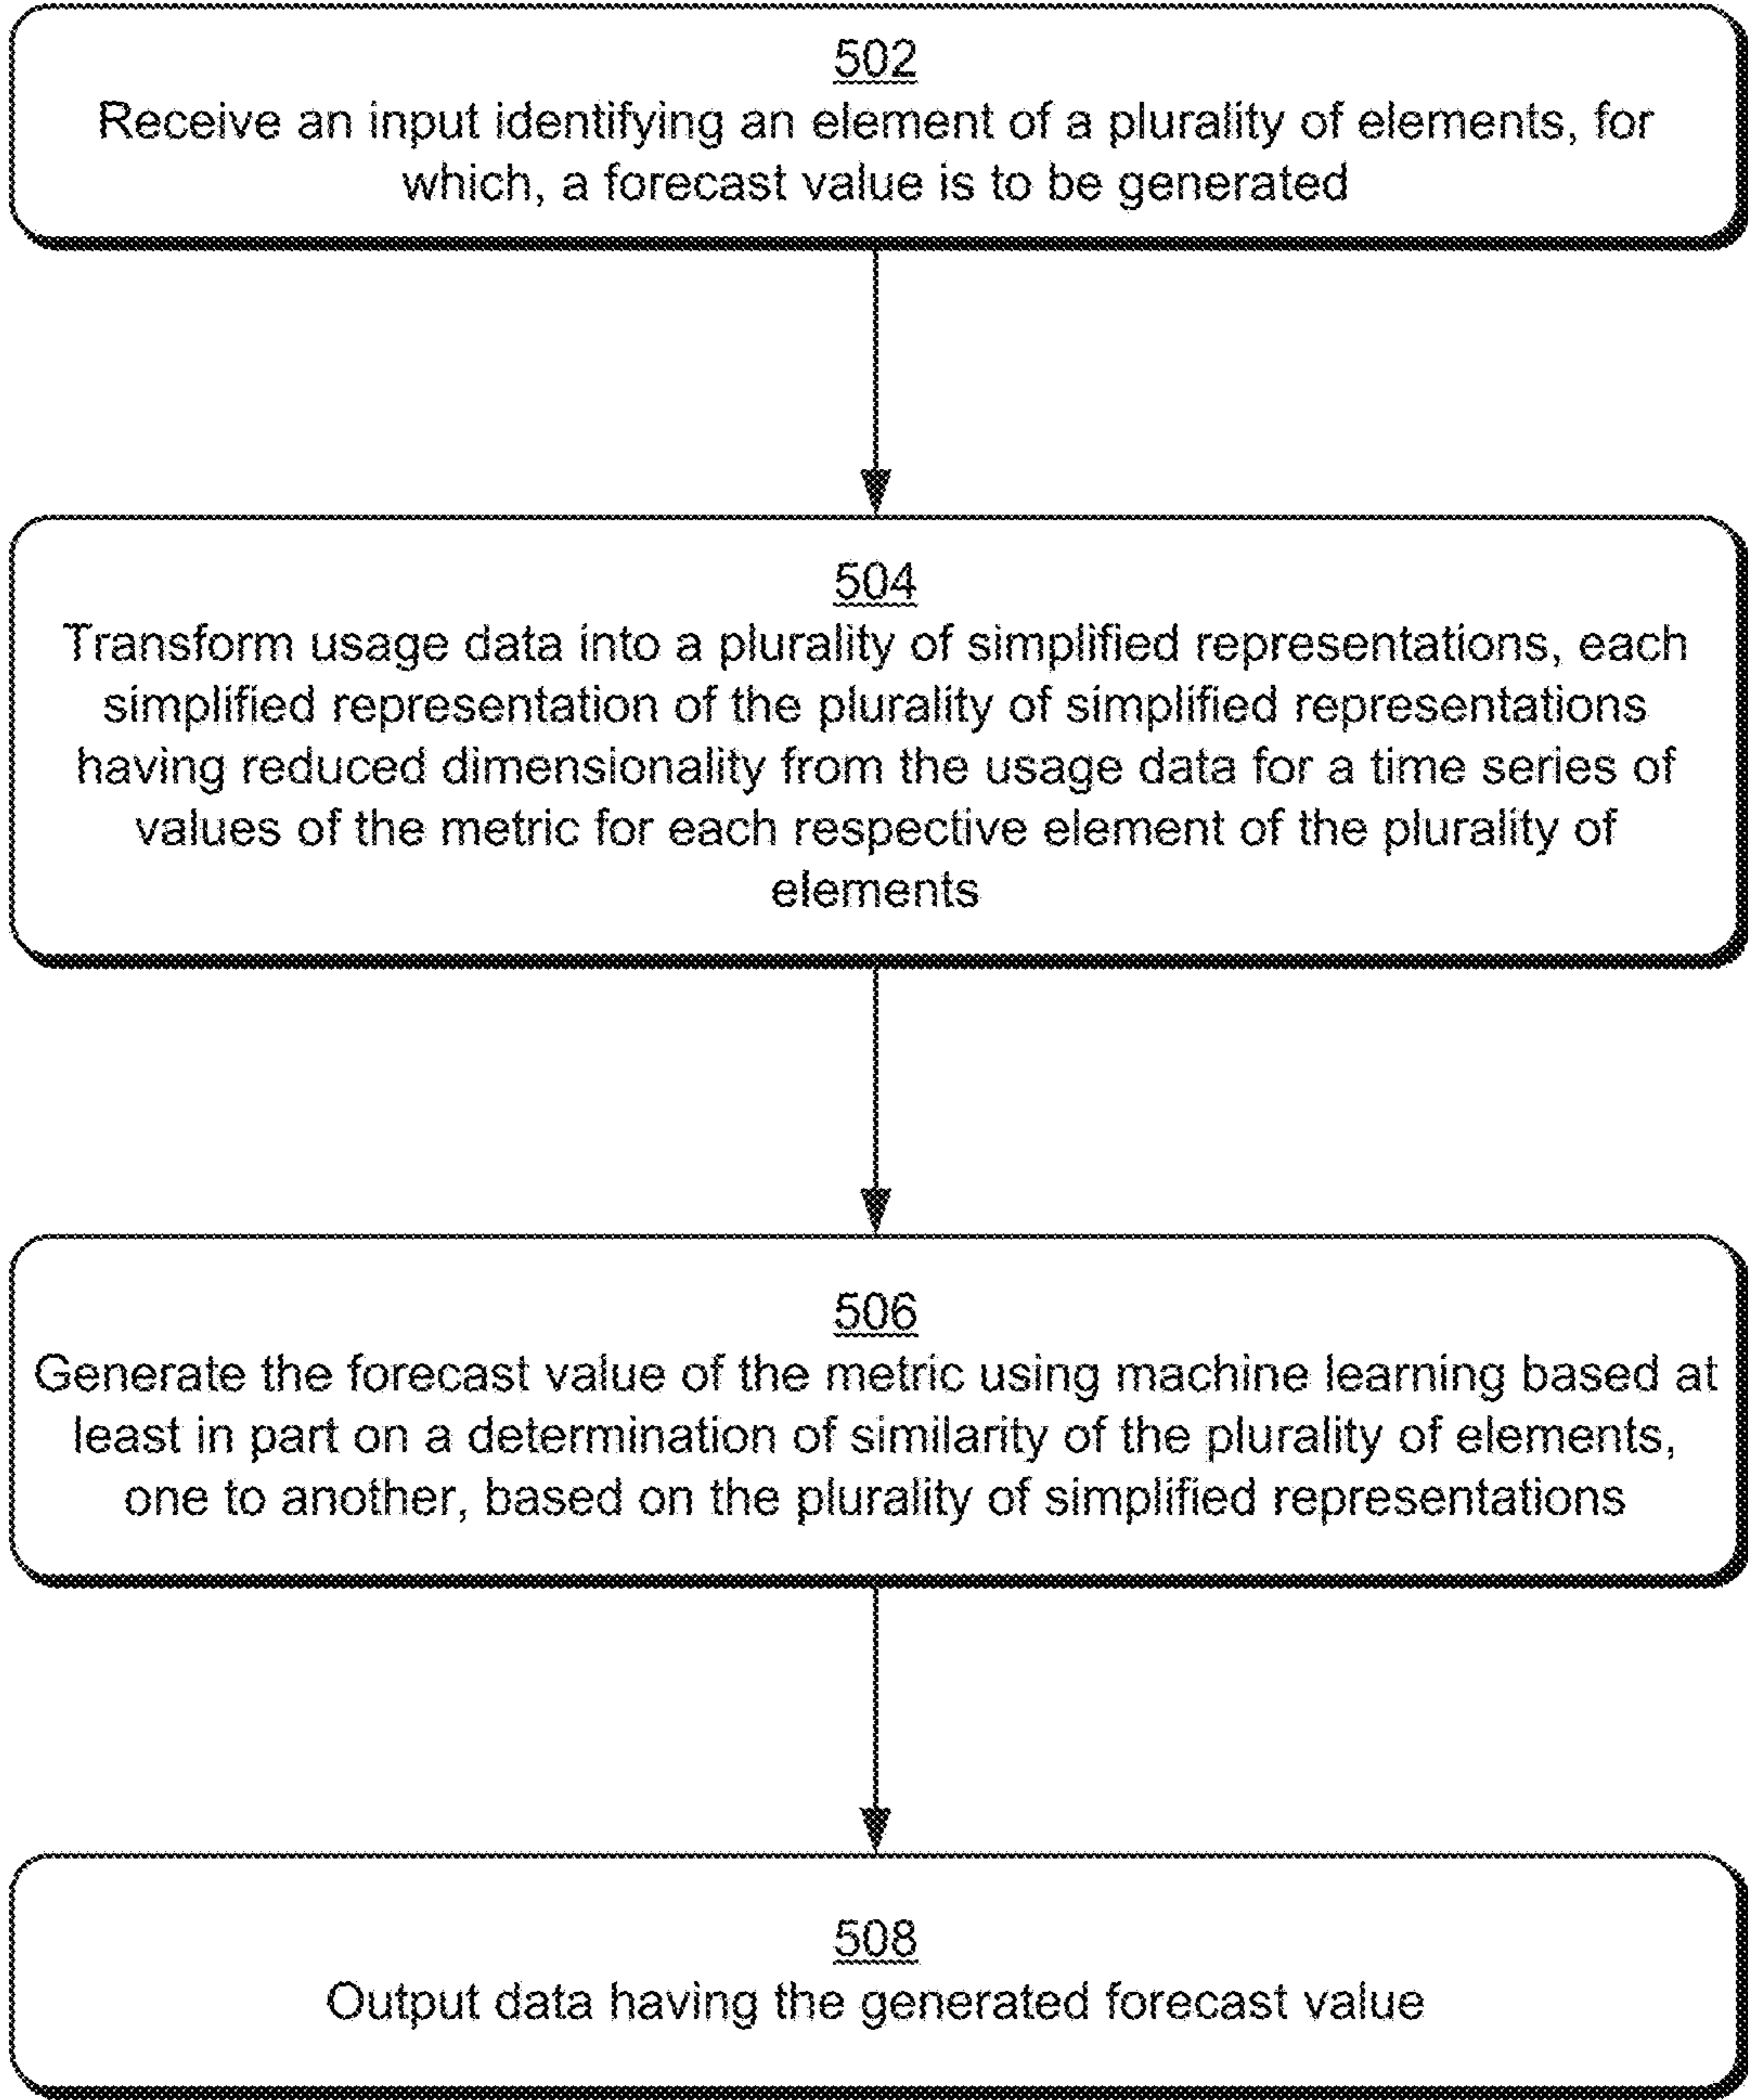 502
Receive an input identifying an element of a plurality of elements, for
which, a forecast value is to be generated
504
Transform usage data into a plurality of simplified representations, each
simplified representation of the plurality of simplified representations
having reduced dimensionality from the usage data for a time series of
values of the metric for each respective element of the plurality of
elements
506
Generate the forecast value of the metric using machine learning based at
least in part on a determination of similarity of the plurality of elements,
one to another, based on the plurality of simplified representations
508
Output data having the generated forecast value